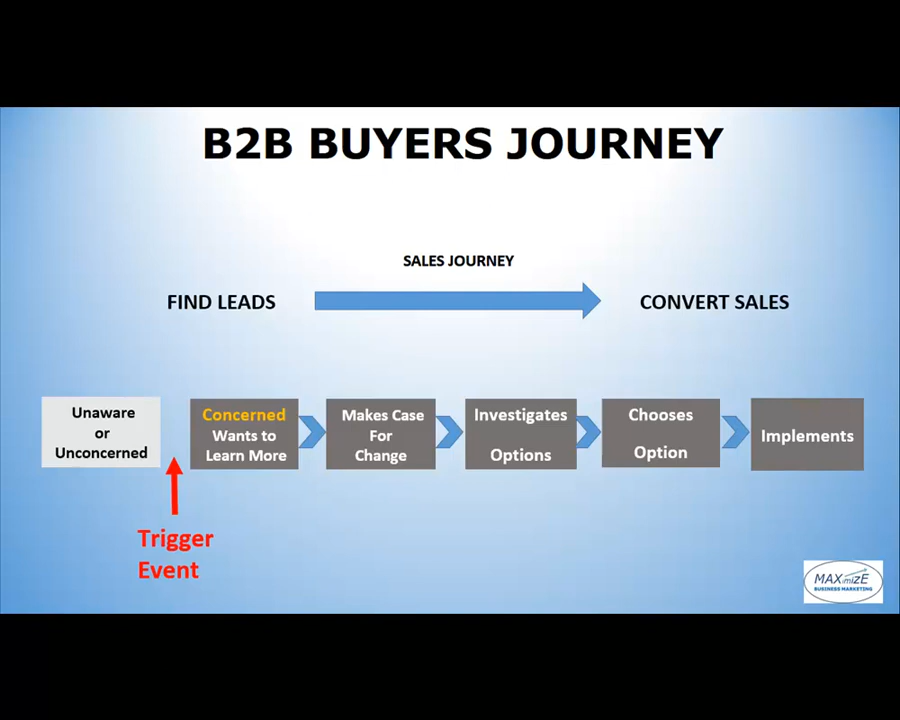 B2B BUYERS JOURNEY
SALES JOURNEY
FIND LEADS
CONVERT SALES
Unaware
or
Unconcerned
Concerned
Wants to
Learn More
Makes Case
For
Change
Investigates
Options
Chooses
Option
Implements
Trigger
Event
MAXimizE
BUSINESS MARKETING